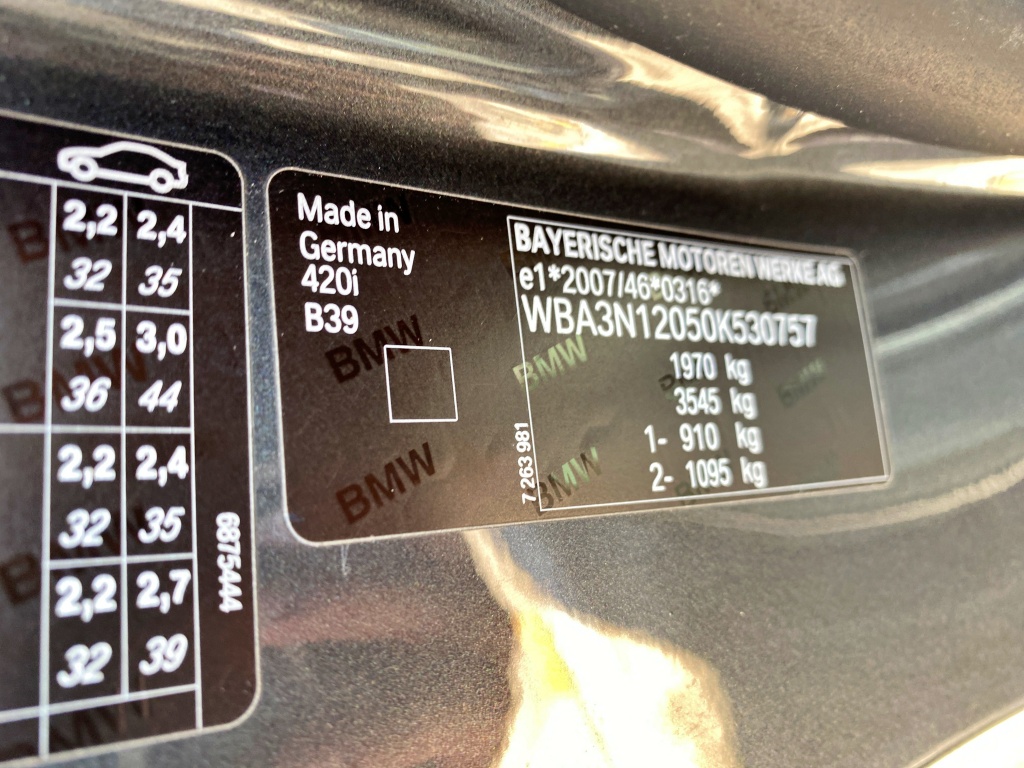 2,2 2,4
32 35
2,5 3,0
36 44
2,2 2,4
32 35
2,2 2,7
32 39
6875444
Made in
Germany
420i
B39
BAYERISCHE MOTOREN WERKE AG
e1*2007/46*0316*
WBA3N12050K530757
1970 kg
3545 kg
1- 910 kg
2- 1095 kg
7 263 981
BMW
BMW
BMW
BMW